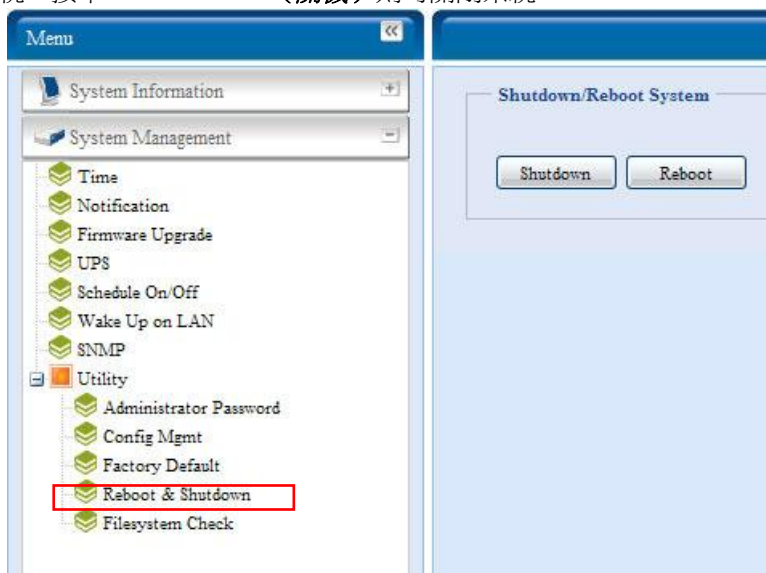 Menu
System Information
System Management
Time
Notification
Firmware Upgrade
UPS
Schedule On/Off
Wake Up on LAN
SNMP
Utility
Administrator Password
Config Mgmt
Factory Default
Reboot & Shutdown
Filesystem Check
Shutdown/Reboot System
Shutdown Reboot